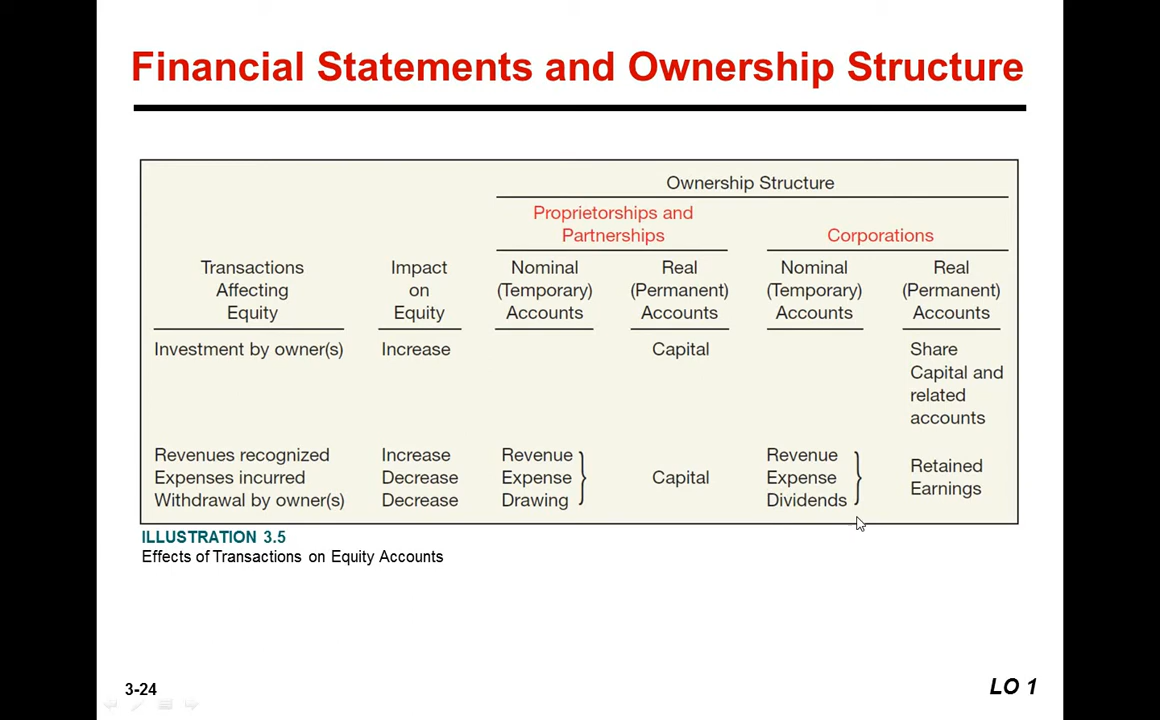 Financial Statements and Ownership Structure
Ownership Structure
Proprietorships and
Partnerships
Corporations
Transactions
Affecting
Equity
Impact
on
Equity
Nominal
(Temporary)
Accounts
Real
(Permanent)
Accounts
Nominal
(Temporary)
Accounts
Real
(Permanent)
Accounts
Investment by owner(s) Increase Capital Share
Capital and
related
accounts
Revenues recognized Increase Revenue Revenue
Expenses incurred Decrease Expense Capital Expense
Withdrawal by owner(s) Decrease Drawing Dividends
Retained
Earnings
ILLUSTRATION 3.5
Effects of Transactions on Equity Accounts
3-24
LO 1